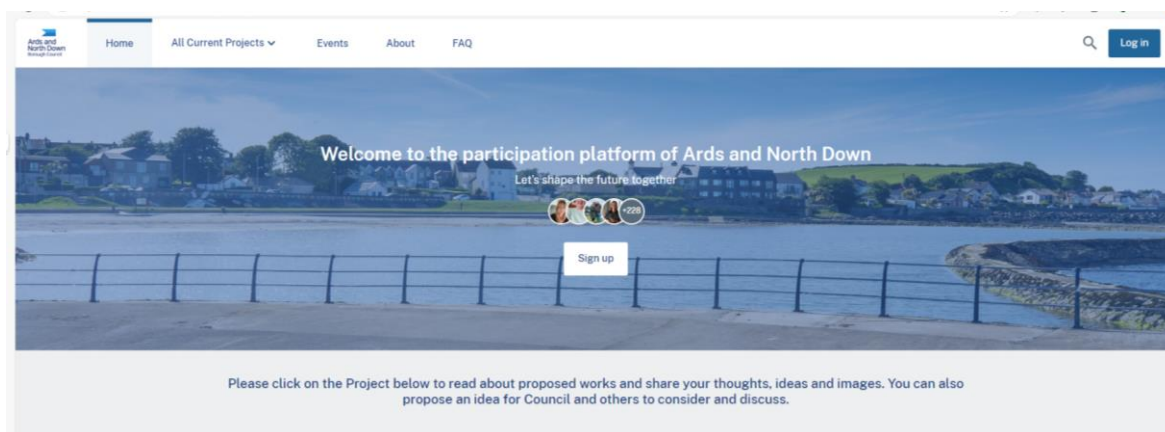 Ards and
North Down
Borough Council
Home
All Current Projects
Events
About
FAQ
Log in
Welcome to the participation platform of Ards and North Down
Let's shape the future together
+228
Sign up
Please click on the Project below to read about proposed works and share your thoughts, ideas and images. You can also
propose an idea for Council and others to consider and discuss.